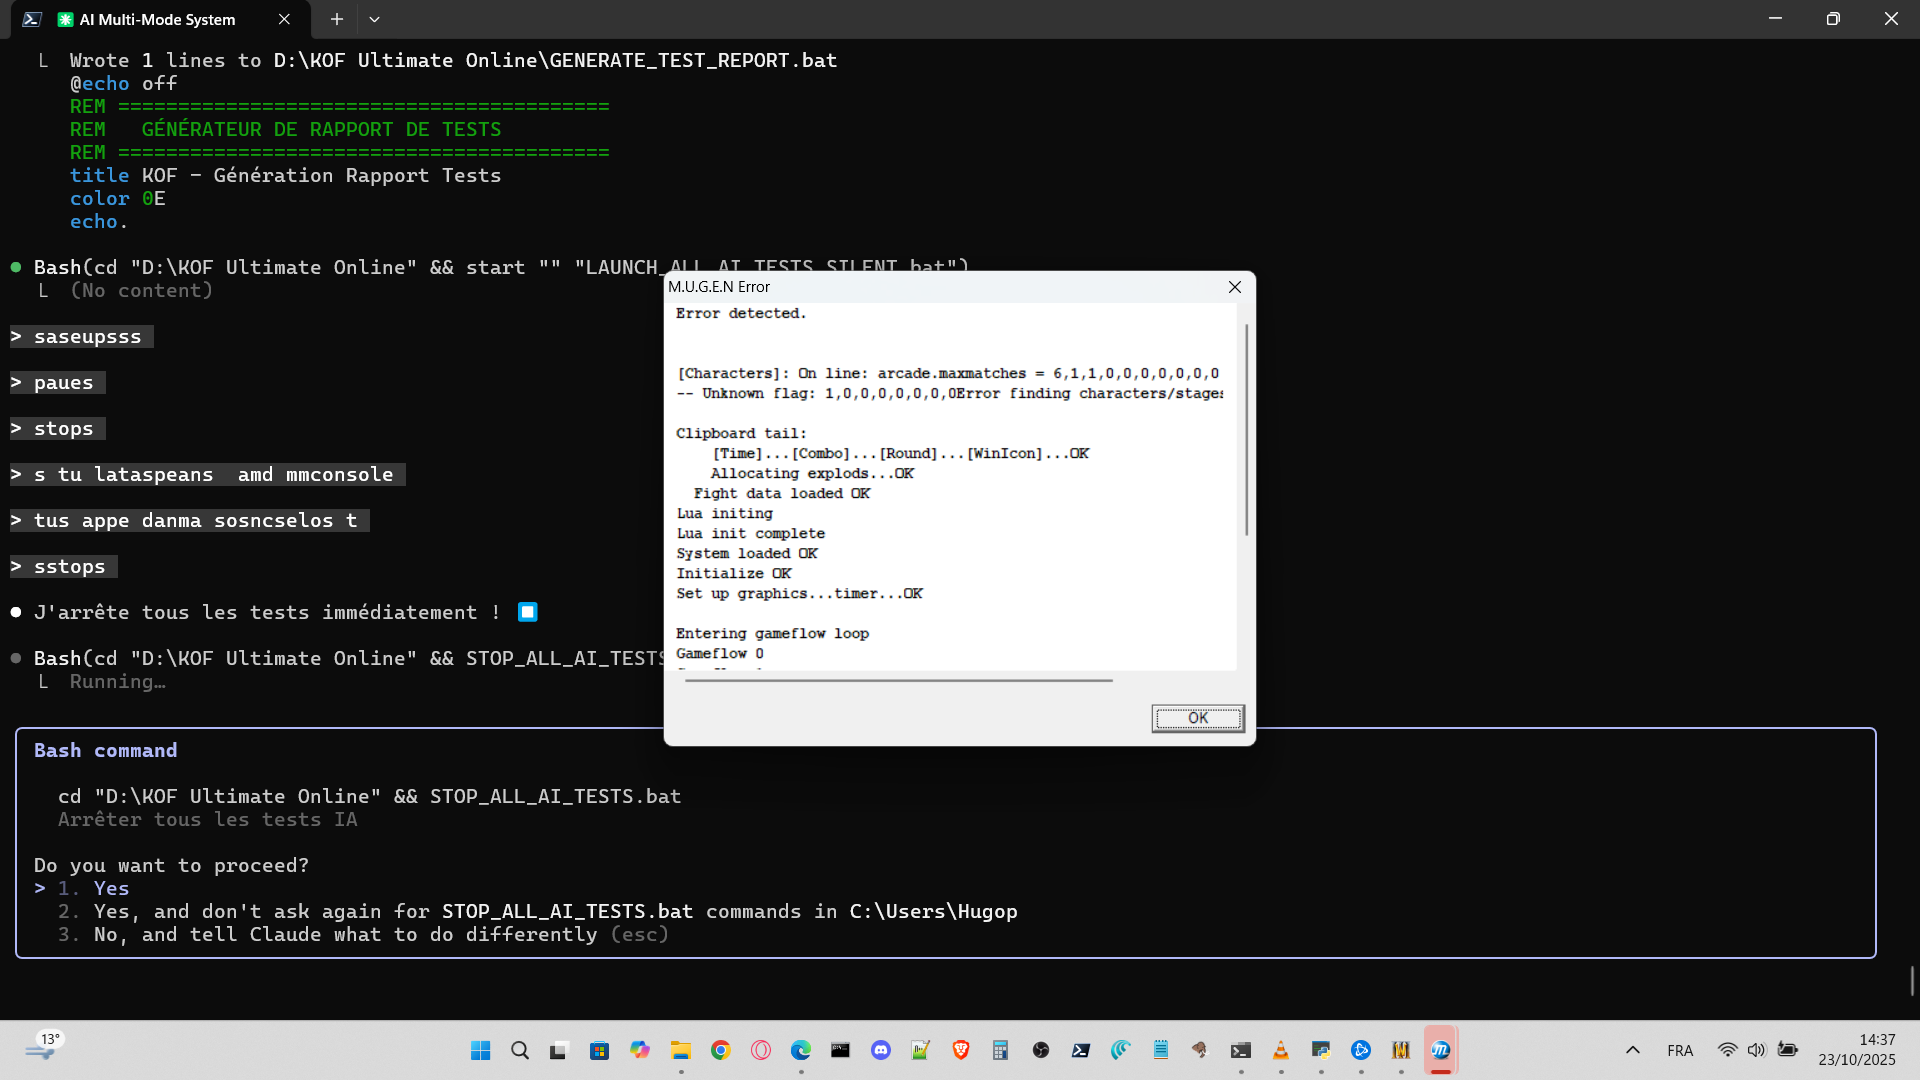 AI Multi-Mode System
Wrote 1 lines to D:\KOF Ultimate Online\GENERATE_TEST_REPORT.bat
@echo off
REM =========================================
REM   GÉNÉRATEUR DE RAPPORT DE TESTS
REM =========================================
title KOF - Génération Rapport Tests
color 0E
echo.
Bash(cd "D:\KOF Ultimate Online" && start "" "LAUNCH_ALL_AI_TESTS_SILENT.bat")
(No content)
> saseupsss
> paues
> stops
> s tu lataspeans  amd mmconsole
> tus appe danma sosncselos t
> sstops
J'arrête tous les tests immédiatement !
Bash(cd "D:\KOF Ultimate Online" && STOP_ALL_AI_TESTS
Running…
M.U.G.E.N Error
Error detected.
[Characters]: On line: arcade.maxmatches = 6,1,1,0,0,0,0,0,0,0
-- Unknown flag: 1,0,0,0,0,0,0,0Error finding characters/stages
Clipboard tail:
[Time]...[Combo]...[Round]...[WinIcon]...OK
Allocating explods...OK
Fight data loaded OK
Lua initing
Lua init complete
System loaded OK
Initialize OK
Set up graphics...timer...OK
Entering gameflow loop
Gameflow 0
OK
Bash command
cd "D:\KOF Ultimate Online" && STOP_ALL_AI_TESTS.bat
Arrêter tous les tests IA
Do you want to proceed?
> 1. Yes
2. Yes, and don't ask again for STOP_ALL_AI_TESTS.bat commands in C:\Users\Hugop
3. No, and tell Claude what to do differently (esc)
13°
FRA
14:37
23/10/2025